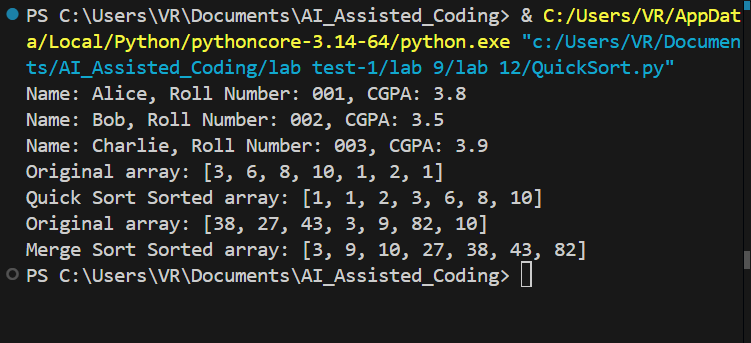 PS C:\Users\VR\Documents\AI_Assisted_Coding> & C:/Users/VR/AppDat
a/Local/Python/pythoncore-3.14-64/python.exe "c:/Users/VR/Documen
ts/AI_Assisted_Coding/lab test-1/lab 9/lab 12/QuickSort.py"
Name: Alice, Roll Number: 001, CGPA: 3.8
Name: Bob, Roll Number: 002, CGPA: 3.5
Name: Charlie, Roll Number: 003, CGPA: 3.9
Original array: [3, 6, 8, 10, 1, 2, 1]
Quick Sort Sorted array: [1, 1, 2, 3, 6, 8, 10]
Original array: [38, 27, 43, 3, 9, 82, 10]
Merge Sort Sorted array: [3, 9, 10, 27, 38, 43, 82]
PS C:\Users\VR\Documents\AI_Assisted_Coding>